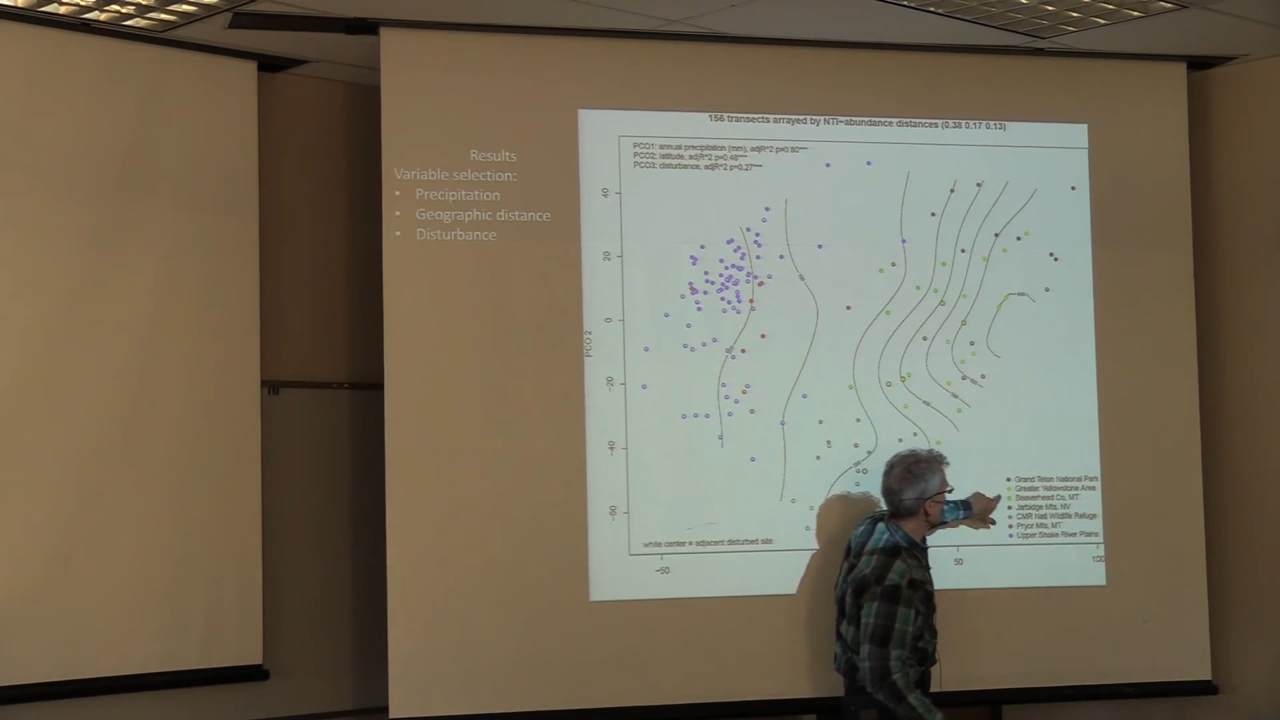 Results
Variable selection:
• Precipitation
• Geographic distance
• Disturbance
156 transects arrayed by NTI-abundance distances (0.38 0.17 0.13)
PCO1: annual precipitation (mm), adjR^2 p=0.80***
PCO2: latitude, adjR^2 p=0.48***
PCO3: disturbance, adjR^2 p=0.27***
40
20
0
-20
-40
-60
PCO 2
white center = adjacent disturbed site
Grand Teton National Park
Greater Yellowstone Area
Beaverhead Co, MT
Jarbidge Mts, NV
CMR Natl Wildlife Refuge
Pryor Mts, MT
Upper Snake River Plains
-50
50
100